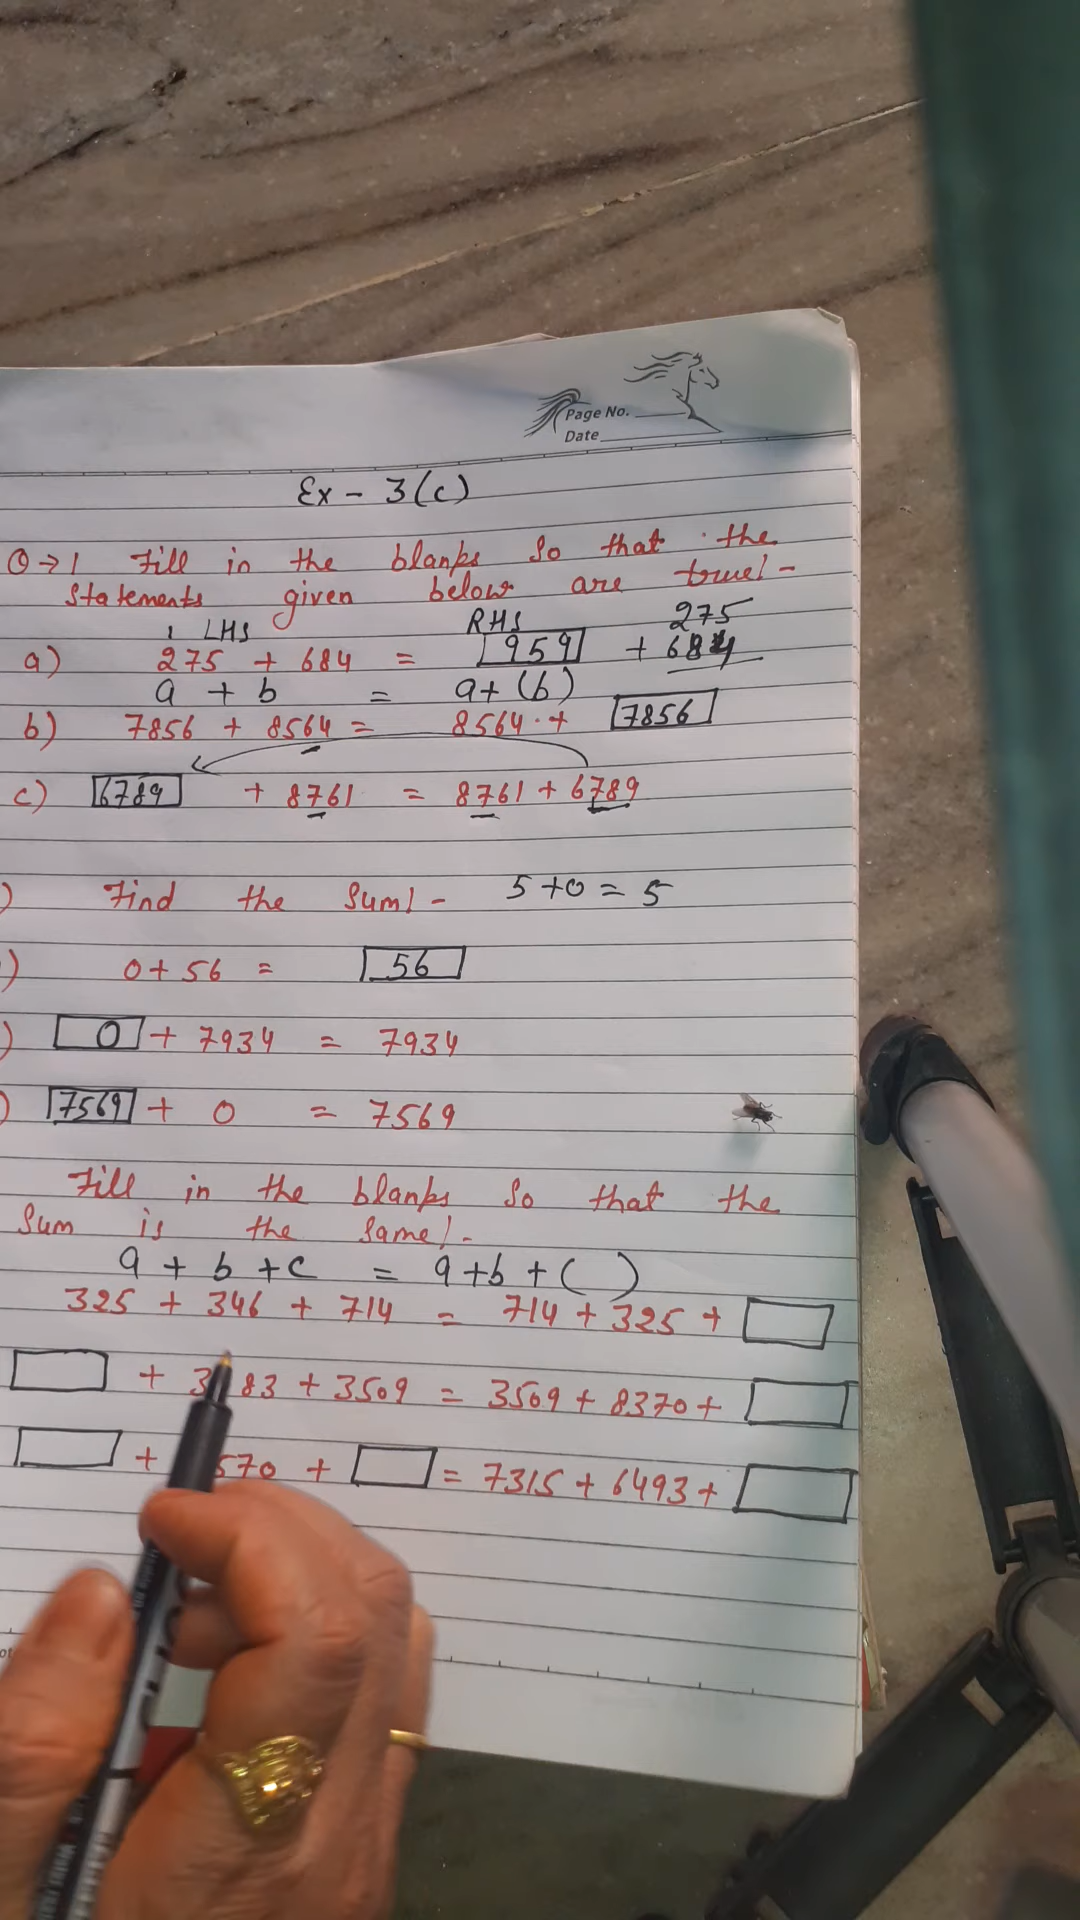 Page No.
Date
Ex - 3(c)
Q→1 Fill in the blanks so that the
statements given below are true!-
LHS RHS 275
a) 275 + 684 = 959 + 684
a + b = a+(b)
b) 7856 + 8564 = 8564 + 7856
c) 6789 + 8761 = 8761 + 6789
) Find the sum!- 5+0=5
) 0+56 = 56
) 0 + 7934 = 7934
) 7569 + 0 = 7569
Fill in the blanks so that the
sum is the same!-
a + b + c = a+b+( )
325 + 346 + 714 = 714 + 325 +
+ 3 83 + 3509 = 3509 + 8370+
+ 570 + = 7315 + 6493+